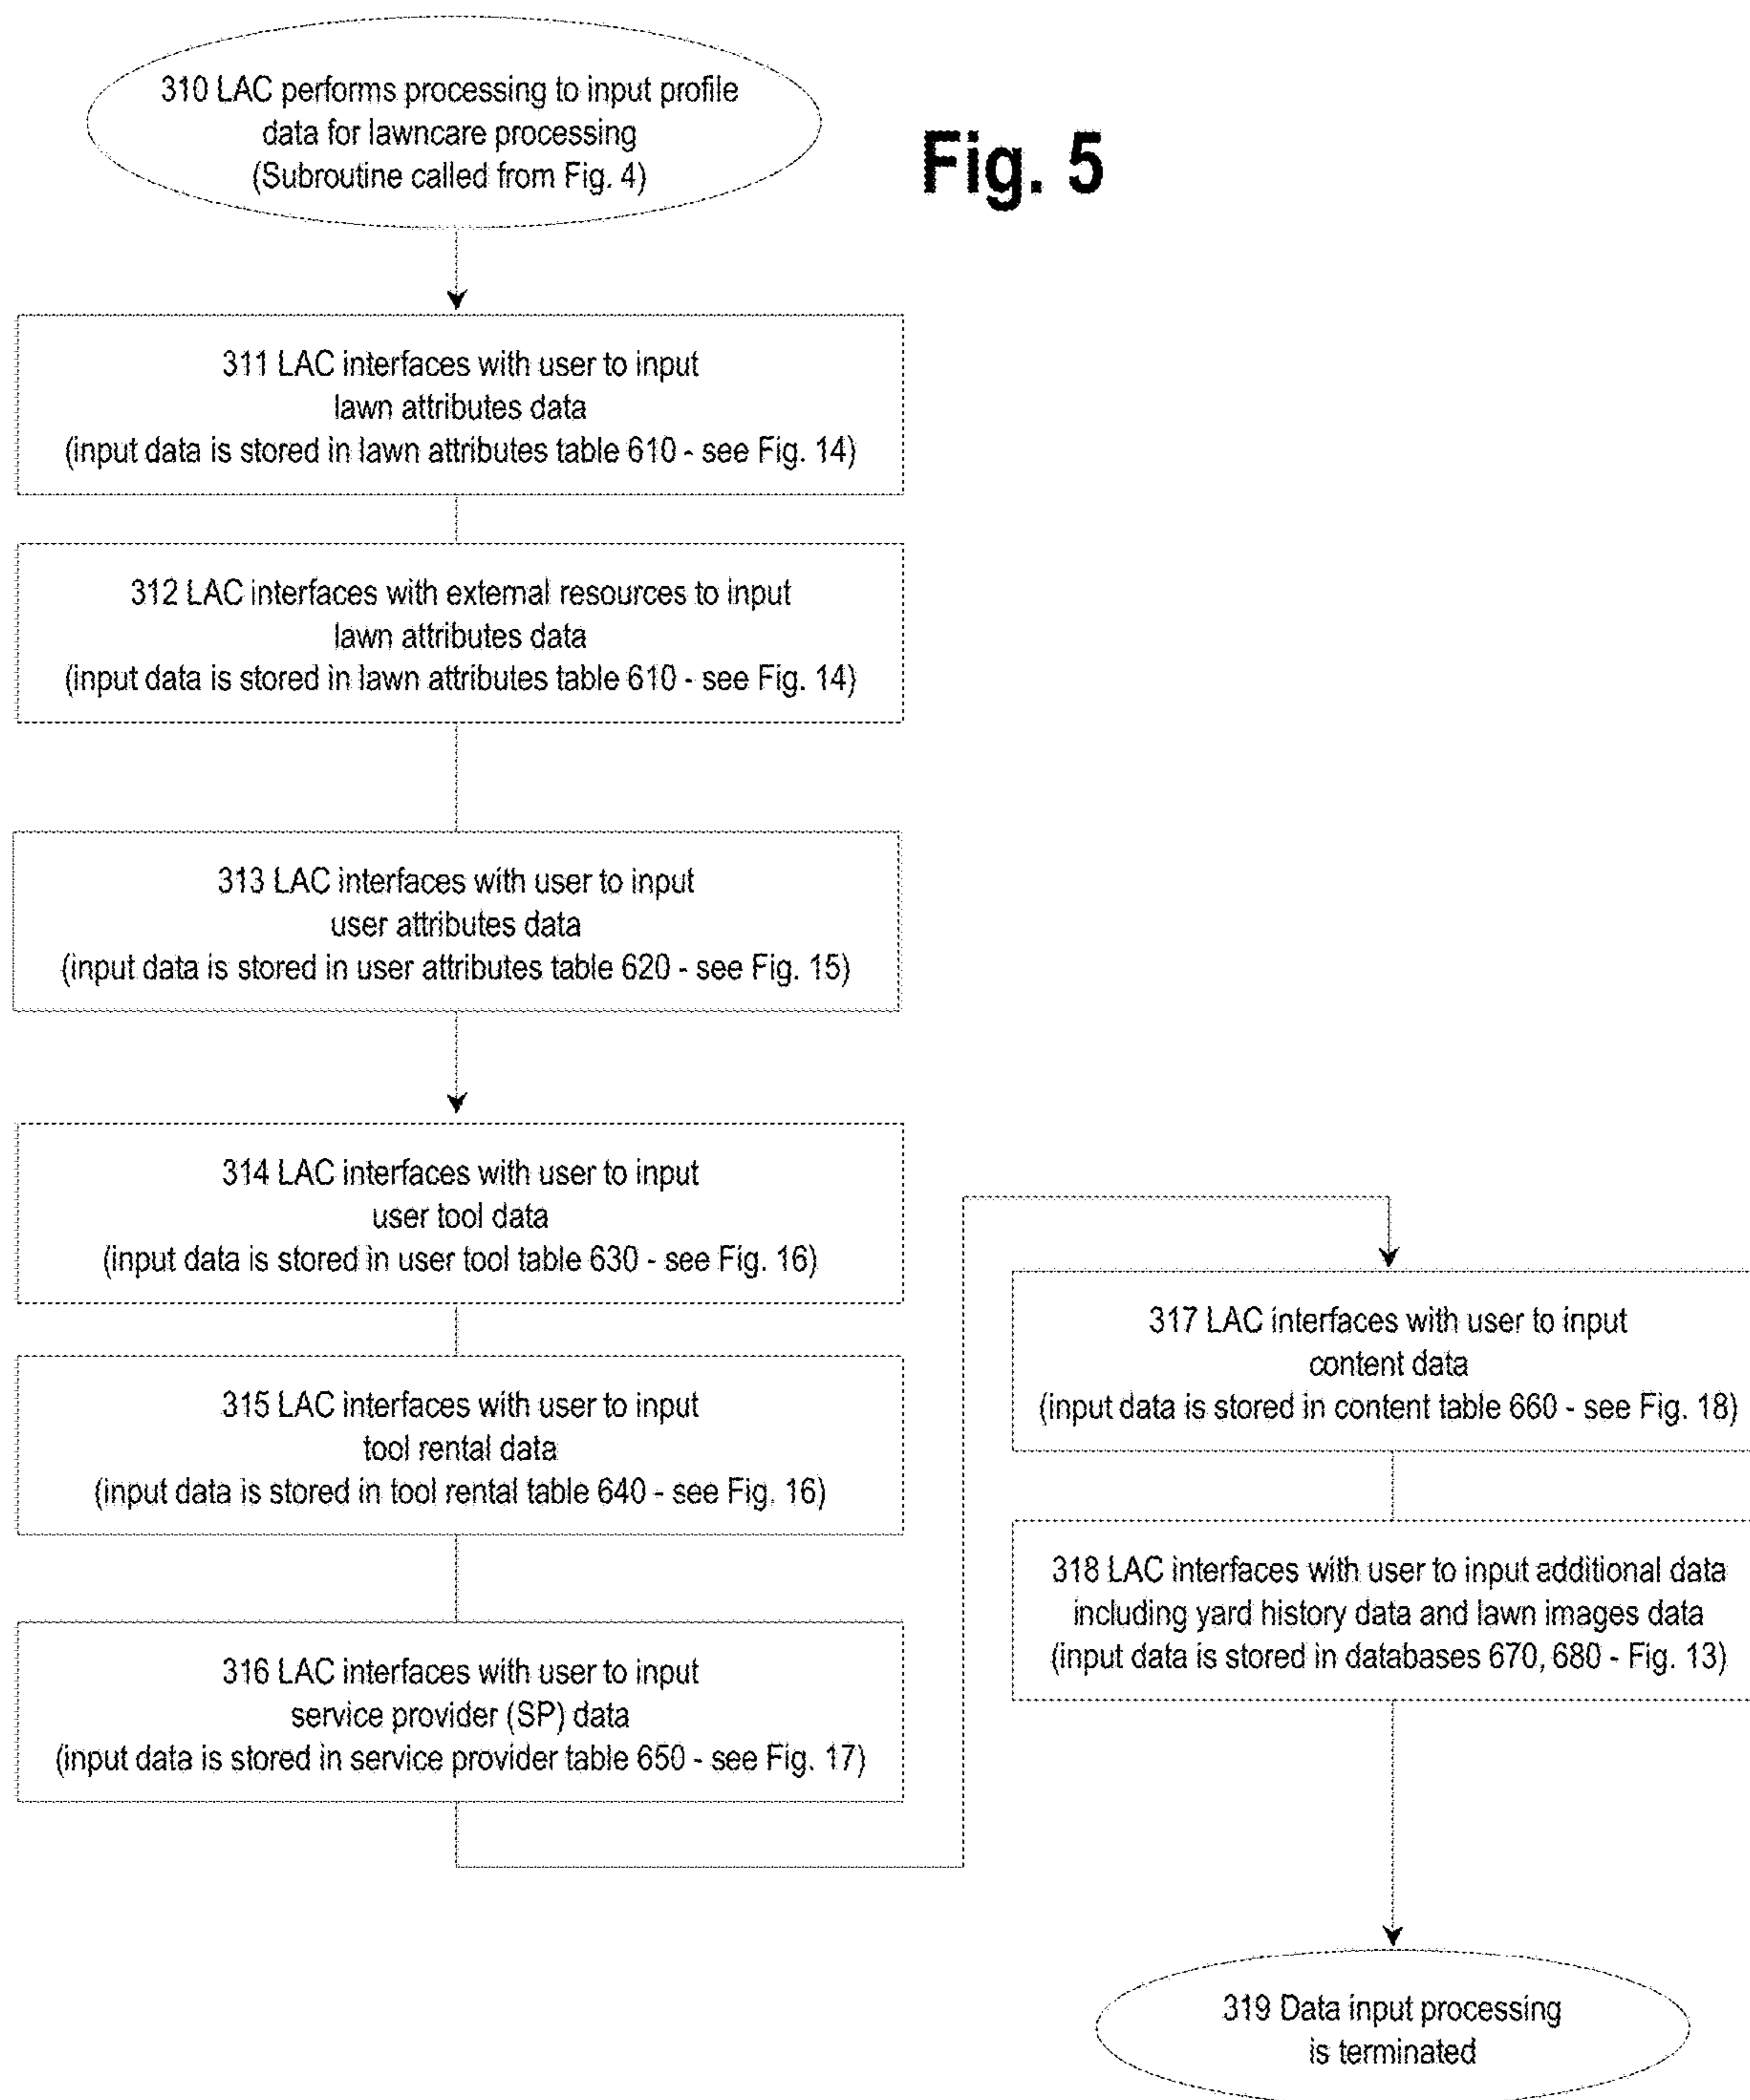 310 LAC performs processing to input profile
data for lawncare processing
(Subroutine called from Fig. 4)
Fig. 5
311 LAC interfaces with user to input
lawn attributes data
(input data is stored in lawn attributes table 610 - see Fig. 14)
312 LAC interfaces with external resources to input
lawn attributes data
(input data is stored in lawn attributes table 610 - see Fig. 14)
313 LAC interfaces with user to input
user attributes data
(input data is stored in user attributes table 620 - see Fig. 15)
314 LAC interfaces with user to input
user tool data
(input data is stored in user tool table 630 - see Fig. 16)
315 LAC interfaces with user to input
tool rental data
(input data is stored in tool rental table 640 - see Fig. 16)
316 LAC interfaces with user to input
service provider (SP) data
(input data is stored in service provider table 650 - see Fig. 17)
317 LAC interfaces with user to input
content data
(input data is stored in content table 660 - see Fig. 18)
318 LAC interfaces with user to input additional data
including yard history data and lawn images data
(input data is stored in databases 670, 680 - Fig. 13)
319 Data input processing
is terminated